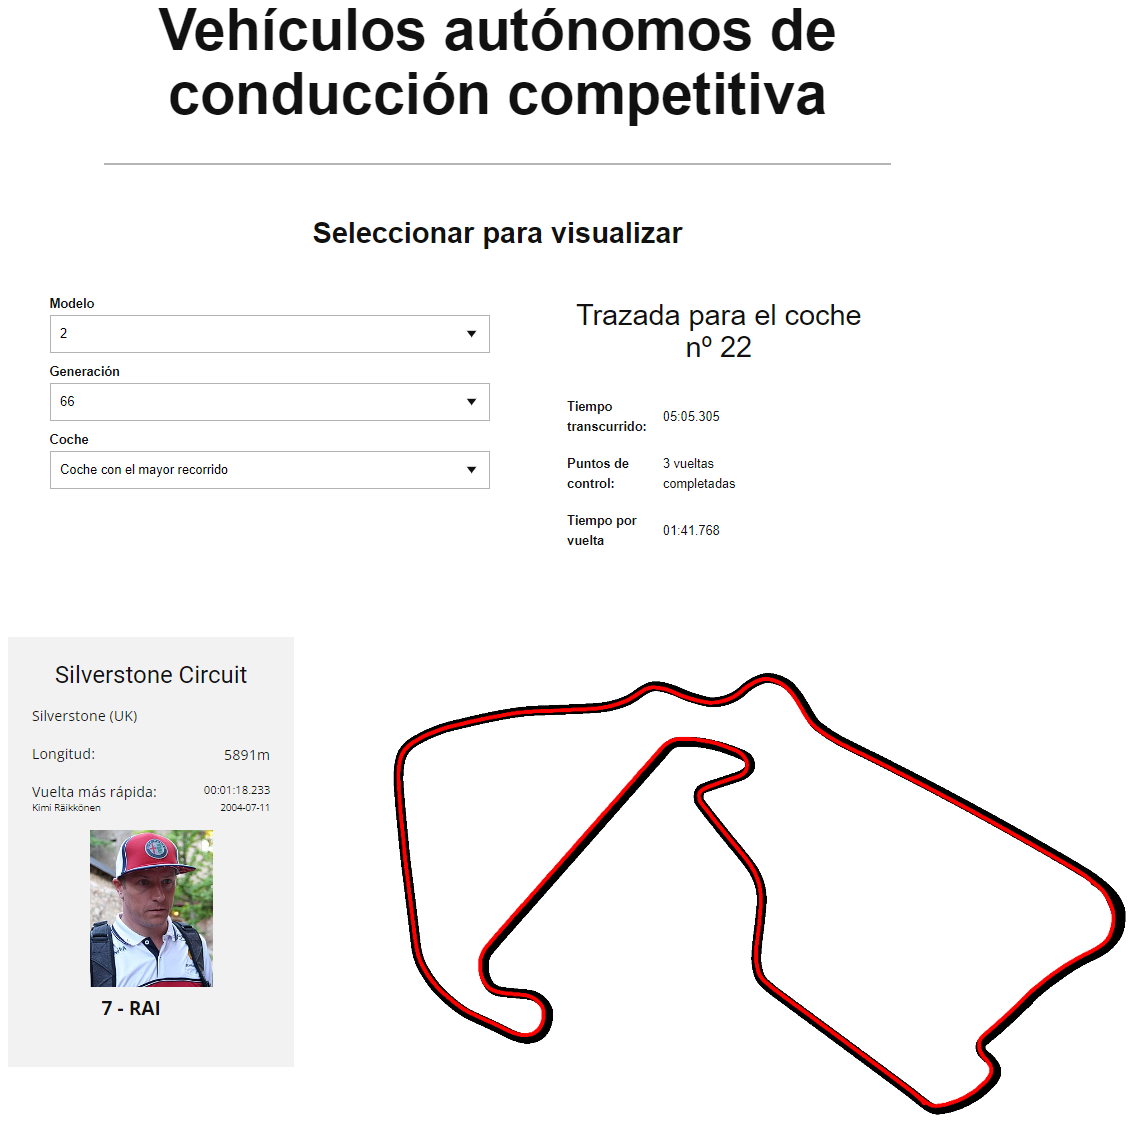 Vehículos autónomos de
conducción competitiva
Seleccionar para visualizar
Modelo
2
Generación
66
Coche
Coche con el mayor recorrido
Trazada para el coche
nº 22
Tiempo
transcurrido:
05:05.305
Puntos de
control:
3 vueltas
completadas
Tiempo por
vuelta
01:41.768
Silverstone Circuit
Silverstone (UK)
Longitud: 5891m
Vuelta más rápida: 00:01:18.233
Kimi Räikkönen 2004-07-11
7 - RAI